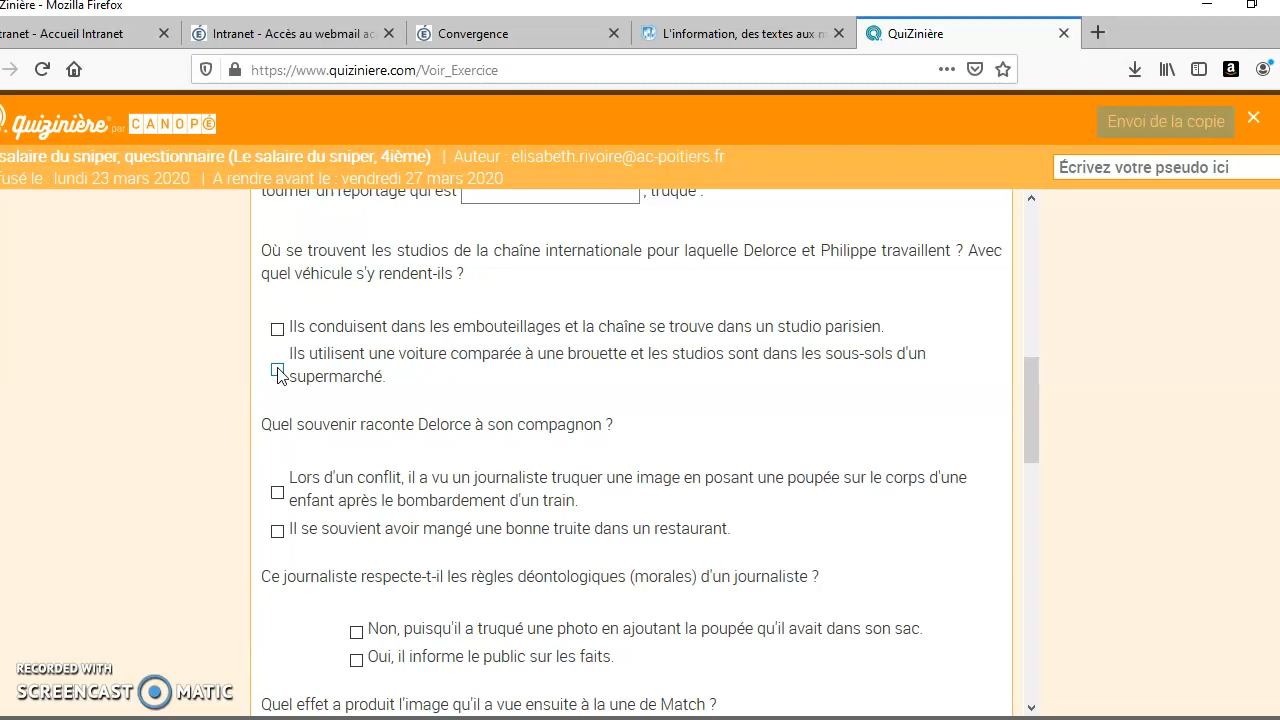 Zinière - Mozilla Firefox
tranet - Accueil Intranet
Intranet - Accès au webmail ac
Convergence
L'information, des textes aux m
QuiZinière
https://www.quiziniere.com/Voir_Exercice
Quizinière par CANOPÉ
Envoi de la copie
salaire du sniper, questionnaire (Le salaire du sniper, 4ième) | Auteur : elisabeth.rivoire@ac-poitiers.fr
Écrivez votre pseudo ici
fusé le : lundi 23 mars 2020 | A rendre avant le : vendredi 27 mars 2020
tourner un reportage qui est , truqué .
Où se trouvent les studios de la chaîne internationale pour laquelle Delorce et Philippe travaillent ? Avec
quel véhicule s'y rendent-ils ?
Ils conduisent dans les embouteillages et la chaîne se trouve dans un studio parisien.
Ils utilisent une voiture comparée à une brouette et les studios sont dans les sous-sols d'un
supermarché.
Quel souvenir raconte Delorce à son compagnon ?
Lors d'un conflit, il a vu un journaliste truquer une image en posant une poupée sur le corps d'une
enfant après le bombardement d'un train.
Il se souvient avoir mangé une bonne truite dans un restaurant.
Ce journaliste respecte-t-il les règles déontologiques (morales) d'un journaliste ?
Non, puisqu'il a truqué une photo en ajoutant la poupée qu'il avait dans son sac.
Oui, il informe le public sur les faits.
RECORDED WITH
SCREENCAST MATIC
Quel effet a produit l'image qu'il a vue ensuite à la une de Match ?